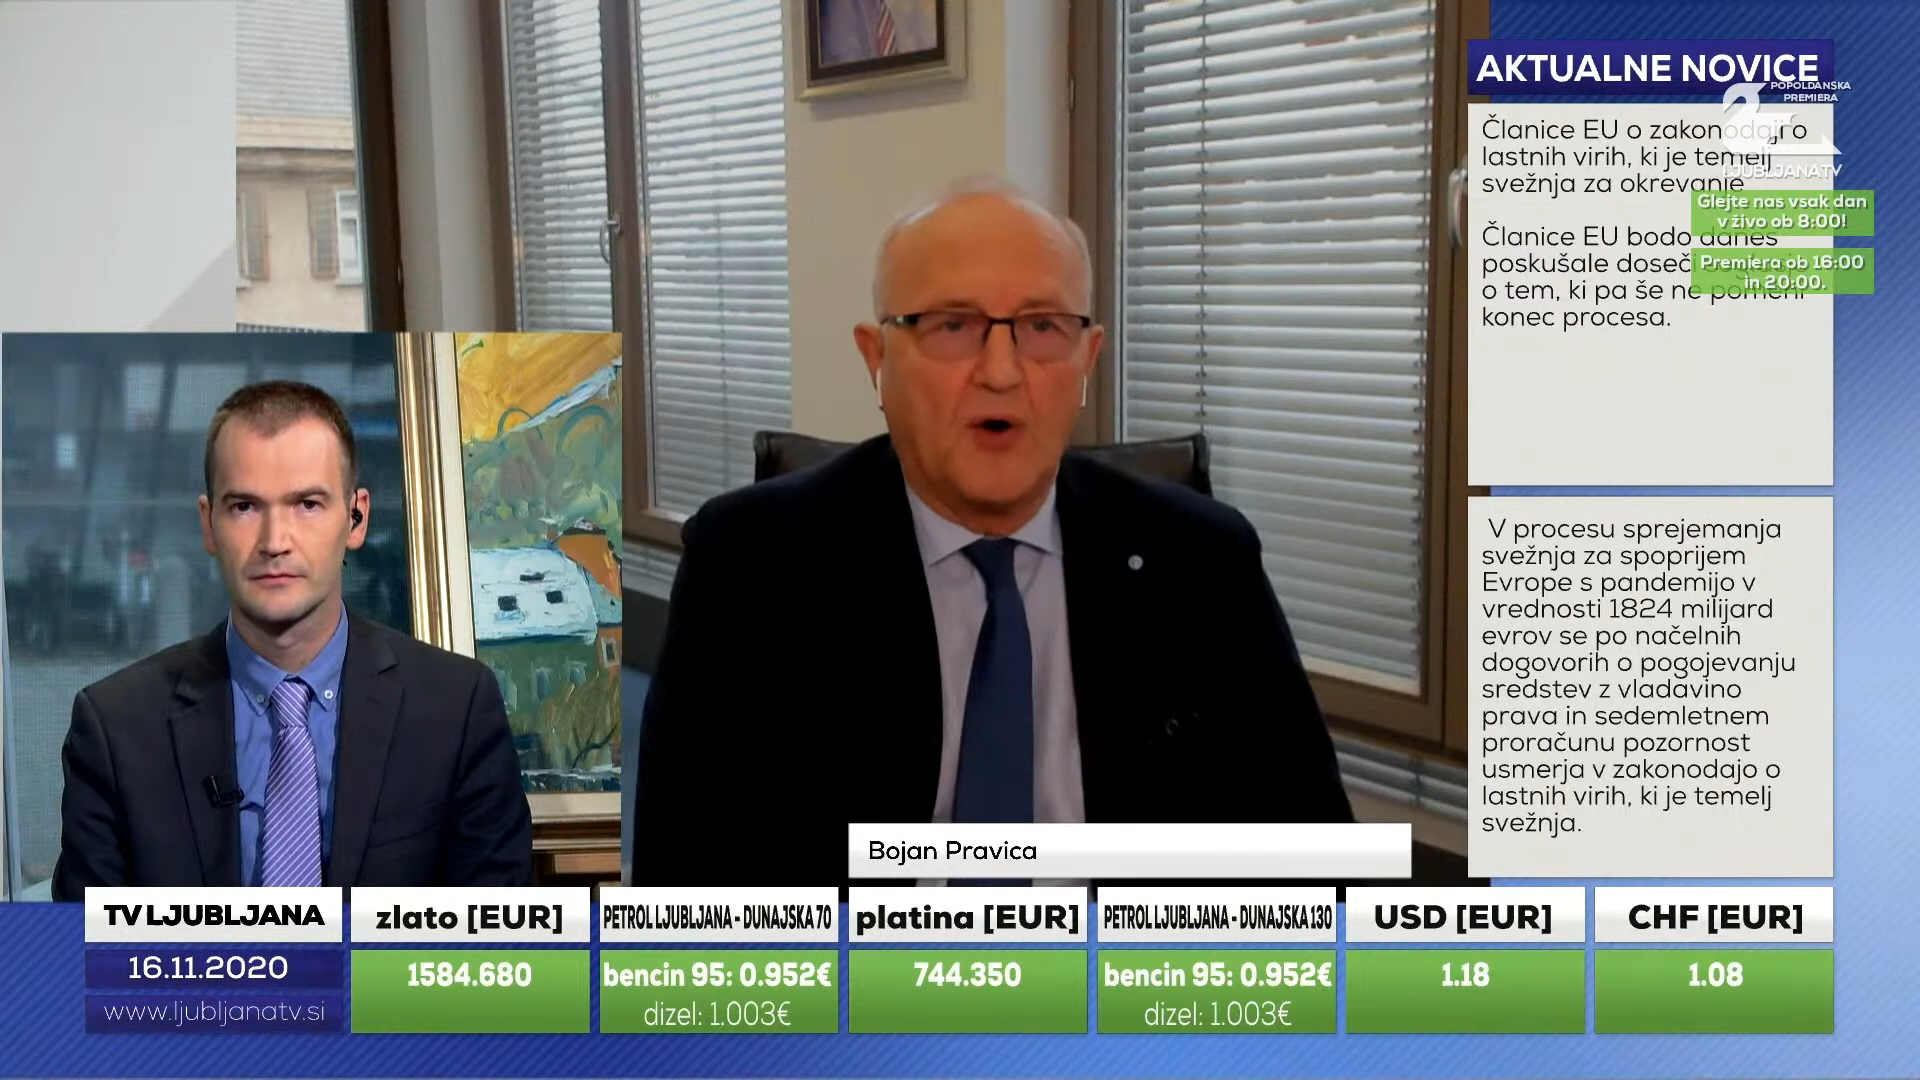 AKTUALNE NOVICE
POPOLDANSKA
PREMIERA
Članice EU o zakonodaji o
lastnih virih, ki je temelj
svežnja za okrevanje
LJUBLJANATV
Glejte nas vsak dan
v živo ob 8:00!
Članice EU bodo danes
poskušale doseči
Premiera ob 16:00
in 20:00.
o tem, ki pa še ne pomeni
konec procesa.
V procesu sprejemanja
svežnja za spoprijem
Evrope s pandemijo v
vrednosti 1824 milijard
evrov se po načelnih
dogovorih o pogojevanju
sredstev z vladavino
prava in sedemletnem
proračunu pozornost
usmerja v zakonodajo o
lastnih virih, ki je temelj
svežnja.
Bojan Pravica
TV LJUBLJANA
16.11.2020
www.ljubljanatv.si
zlato [EUR]
1584.680
PETROL LJUBLJANA - DUNAJSKA 70
bencin 95: 0.952€
dizel: 1.003€
platina [EUR]
744.350
PETROL LJUBLJANA - DUNAJSKA 130
bencin 95: 0.952€
dizel: 1.003€
USD [EUR]
1.18
CHF [EUR]
1.08